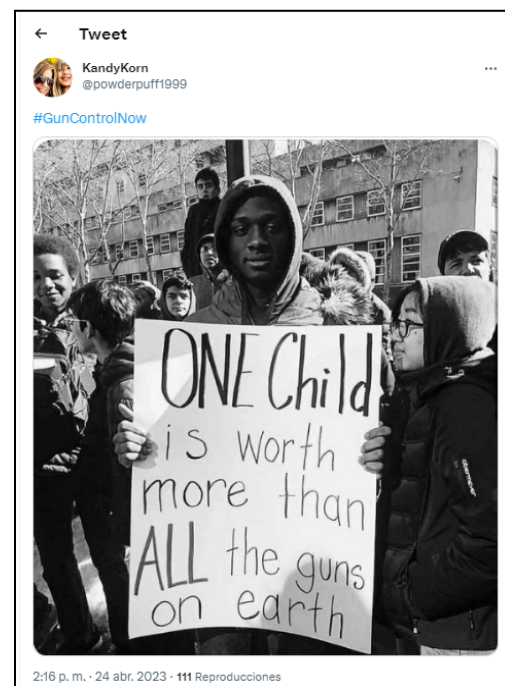 Tweet
KandyKorn
@powderpuff1999
#GunControlNow
ONE Child
is worth
more than
ALL the guns
on earth
2:16 p. m. · 24 abr. 2023 · 111 Reproducciones